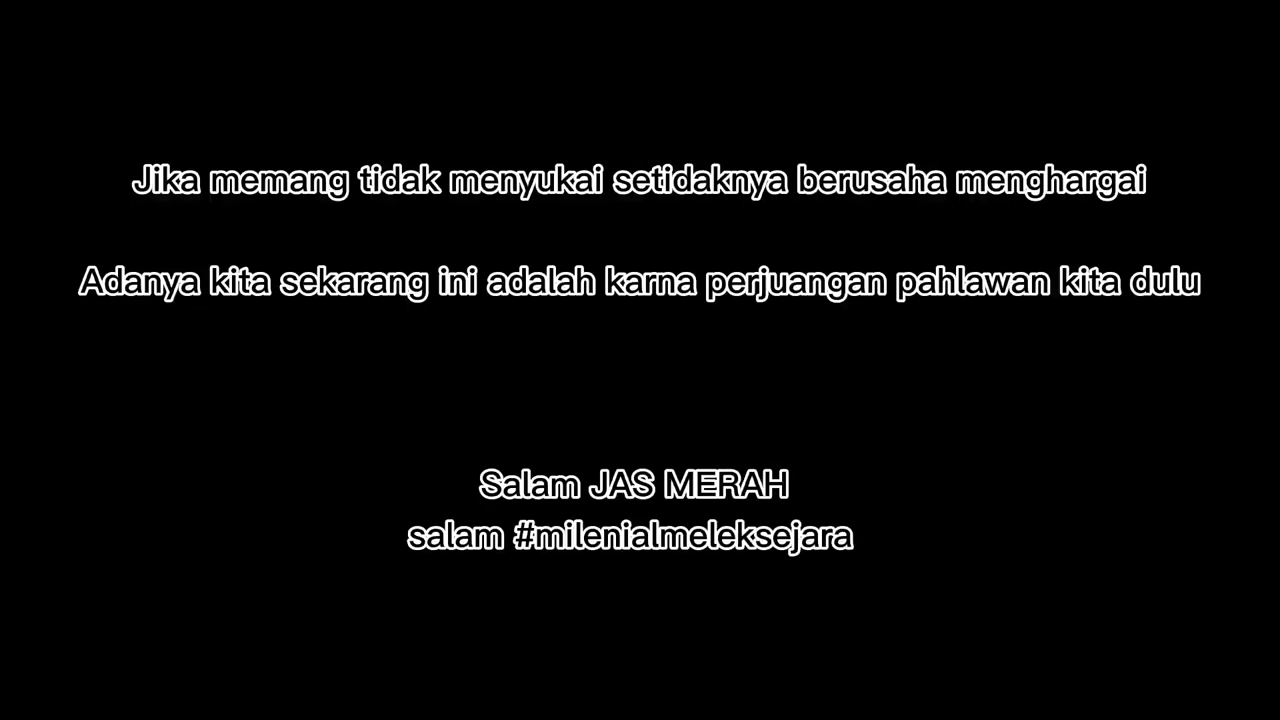 Jika memang tidak menyukai setidaknya berusaha menghargai
Adanya kita sekarang ini adalah karna perjuangan pahlawan kita dulu
Salam JAS MERAH
salam #milenialmeleksejara